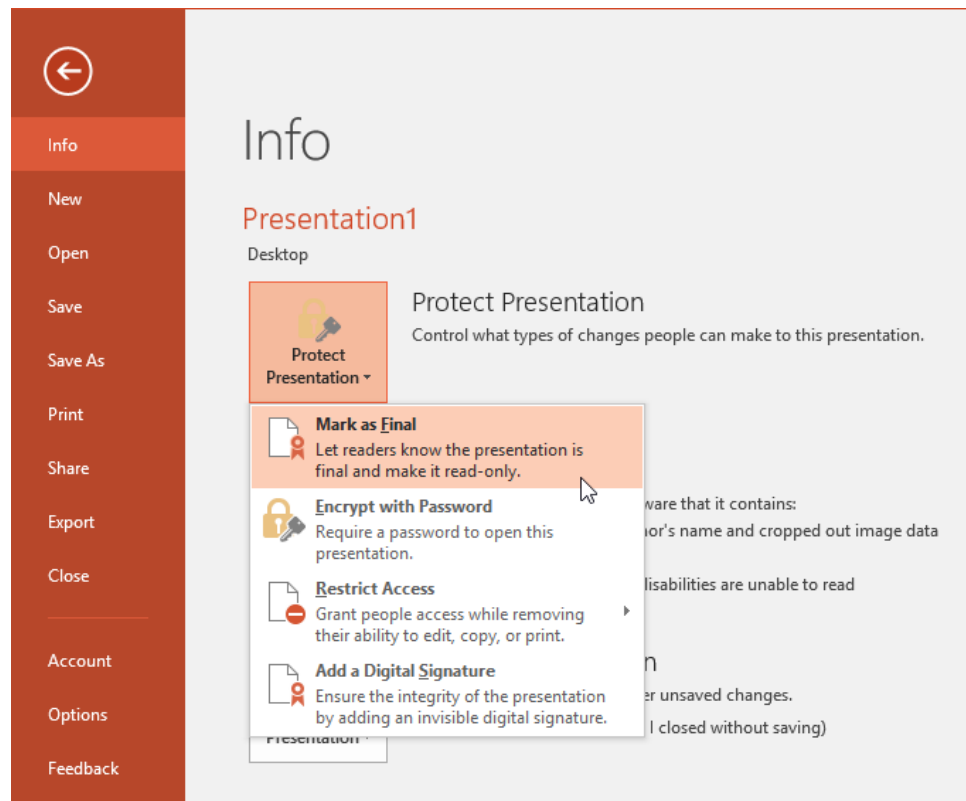 Info
New
Open
Save
Save As
Print
Share
Export
Close
Account
Options
Feedback
Info
Presentation1
Desktop
Protect
Presentation
Protect Presentation
Control what types of changes people can make to this presentation.
Mark as Final
Let readers know the presentation is
final and make it read-only.
Encrypt with Password
Require a password to open this
presentation.
Restrict Access
Grant people access while removing
their ability to edit, copy, or print.
Add a Digital Signature
Ensure the integrity of the presentation
by adding an invisible digital signature.
that it contains:
name and cropped out image data
are unable to read
unsaved changes.
I closed without saving)
Presentation